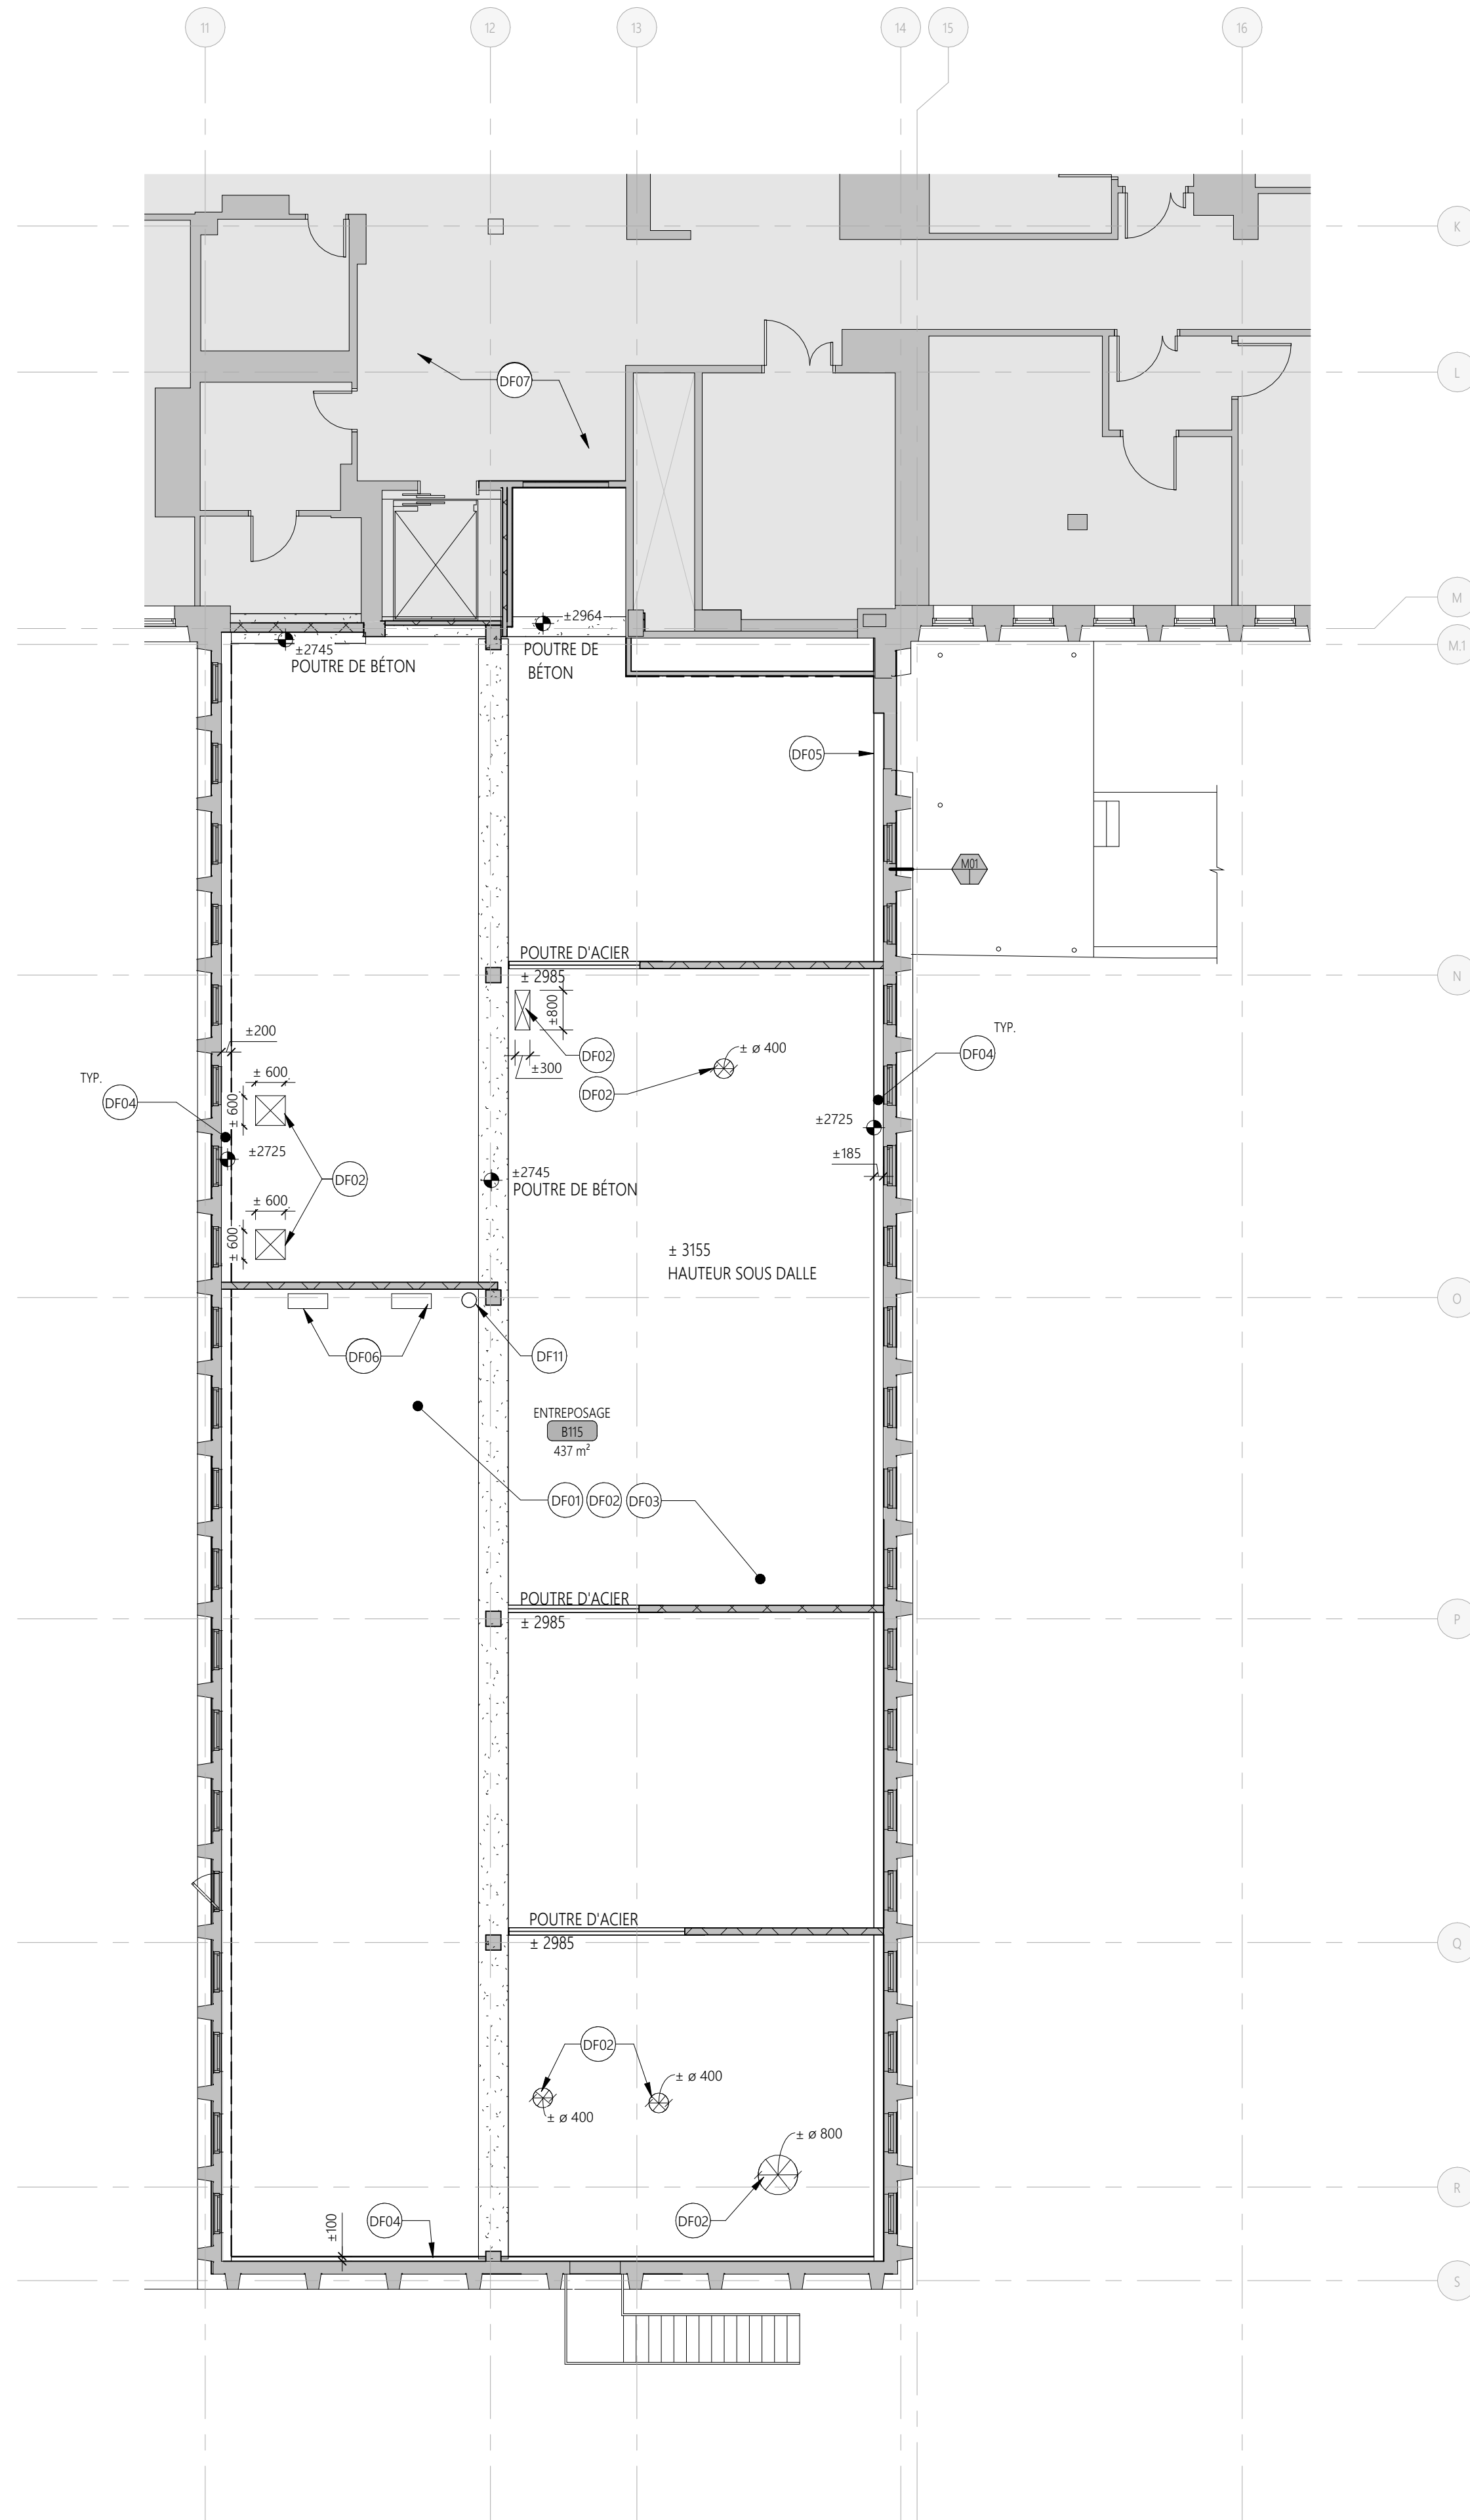 11
12
13
14
15
16
K
L
DF07
M
±2964
M.1
±2745
POUTRE DE BÉTON
POUTRE DE
BÉTON
DF05
M01
POUTRE D'ACIER
± 2985
N
±800
±200
TYP.
DF02
±300
± ø 400
DF04
± 600
TYP.
DF04
± 600
DF02
±2725
±2725
±185
±2745
POUTRE DE BÉTON
DF02
± 600
± 600
± 3155
HAUTEUR SOUS DALLE
O
DF06
DF11
ENTREPOSAGE
B115
437 m²
DF01 DF02 DF03
POUTRE D'ACIER
± 2985
P
POUTRE D'ACIER
± 2985
Q
DF02
± ø 400
± ø 400
± ø 800
R
±100
DF04
DF02
S